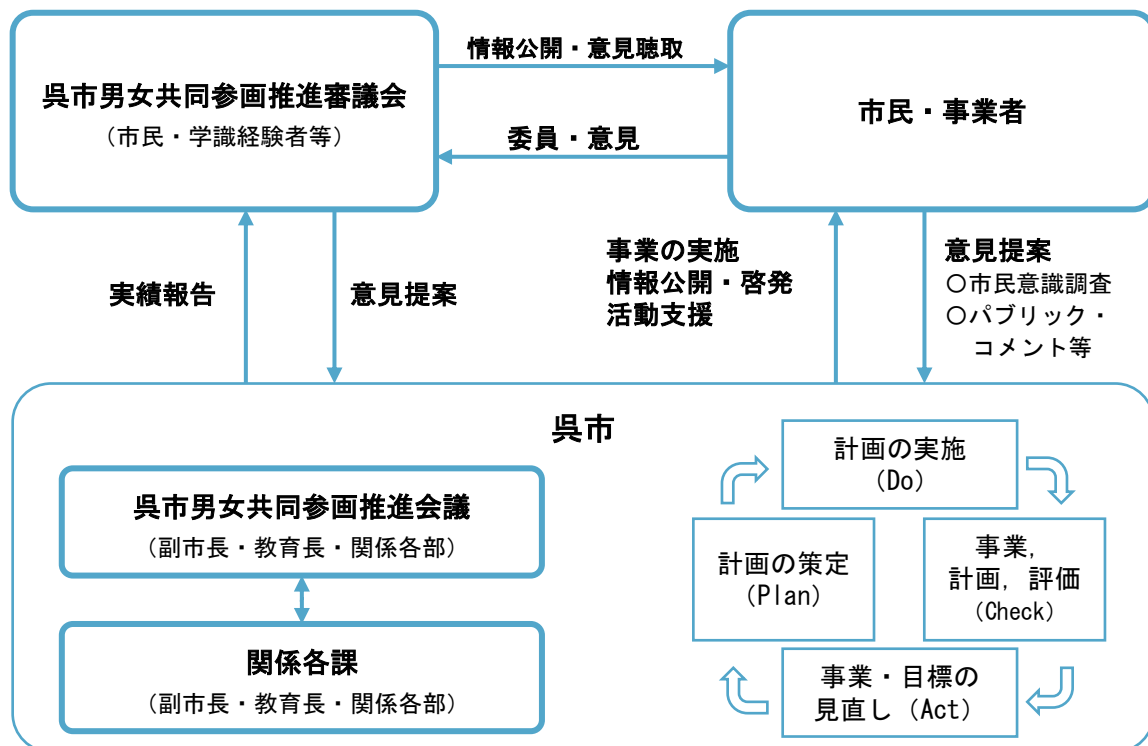 呉市男女共同参画推進審議会
（市民・学識経験者等）
情報公開・意見聴取
委員・意見
市民・事業者
実績報告
意見提案
事業の実施
情報公開・啓発
活動支援
意見提案
○市民意識調査
○パブリック・
コメント等
呉市
呉市男女共同参画推進会議
（副市長・教育長・関係各部）
関係各課
（副市長・教育長・関係各部）
計画の実施
(Do)
計画の策定
(Plan)
事業，
計画，評価
(Check)
事業・目標の
見直し（Act）